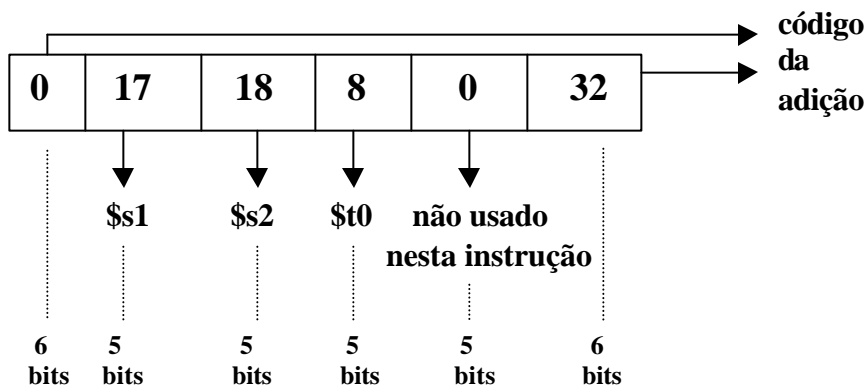 código
da
adição
0 17 18 8 0 32
$s1 $s2 $t0 não usado
nesta instrução
6 5 5 5 5 6
bits bits bits bits bits bits